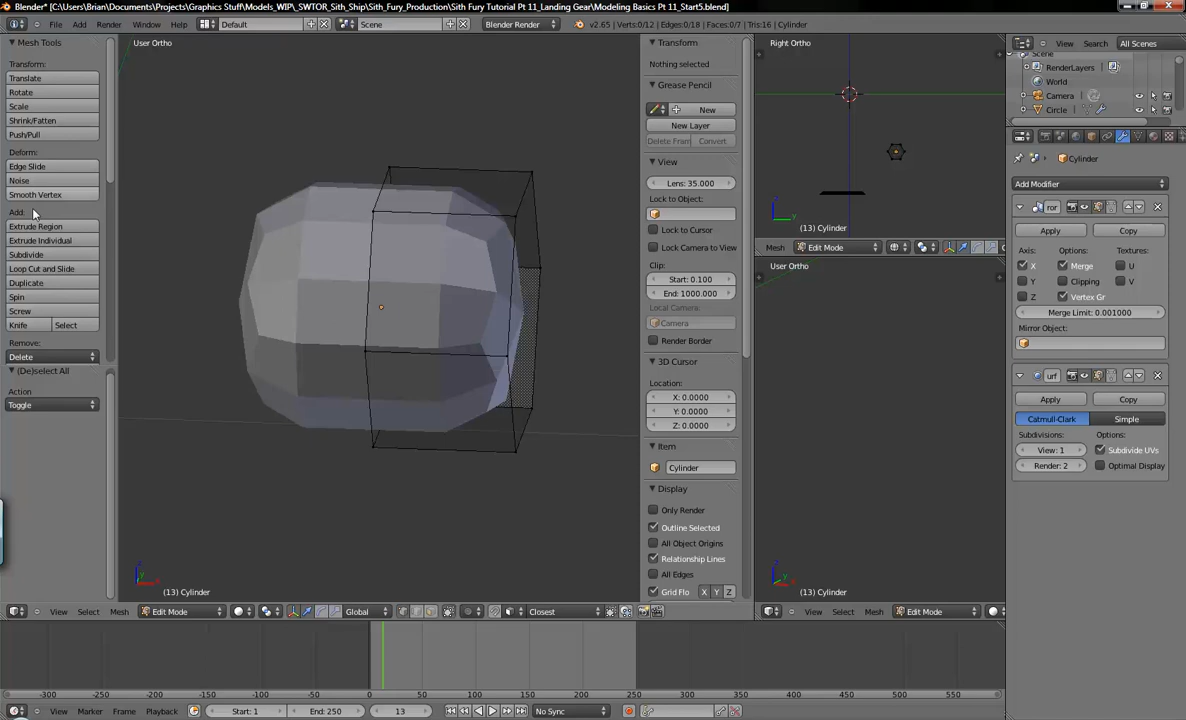 Blender* [C:\Users\Brian\Documents\Projects\Graphics Stuff\Models_WIP\_SWTOR_Sith_Ship\Sith_Fury_Production\Sith Fury Tutorial Pt 11_Landing Gear\Modeling Basics Pt 11_Start5.blend]
File Add Render Window Help Default Scene Blender Render v2.65 | Verts:0/12 | Edges:0/18 | Faces:0/7 | Tris:16 | Cylinder
Mesh Tools
Transform:
Translate
Rotate
Scale
Shrink/Fatten
Push/Pull
Deform:
Edge Slide
Noise
Smooth Vertex
Add:
Extrude Region
Extrude Individual
Subdivide
Loop Cut and Slide
Duplicate
Spin
Screw
Knife Select
Remove:
Delete
(De)select All
Action
Toggle
User Ortho
(13) Cylinder
View Select Mesh Edit Mode Global Closest
Transform
Nothing selected
Grease Pencil
New
New Layer
Delete Fram Convert
View
Lens: 35.000
Lock to Object:
Lock to Cursor
Lock Camera to View
Clip:
Start: 0.100
End: 1000.000
Local Camera:
Camera
Render Border
3D Cursor
Location:
X: 0.0000
Y: 0.0000
Z: 0.0000
Item
Cylinder
Display
Only Render
Outline Selected
All Object Origins
Relationship Lines
All Edges
Grid Flo X Y Z
Right Ortho
(13) Cylinder
Mesh Edit Mode
User Ortho
(13) Cylinder
View Select Mesh Edit Mode
View Search All Scenes
Scene
RenderLayers
World
Camera
Circle
Cylinder
Add Modifier
ror
Apply Copy
Axis: Options: Textures:
X Merge U
Y Clipping V
Z Vertex Gr
Merge Limit: 0.001000
Mirror Object:
urf
Apply Copy
Catmull-Clark Simple
Subdivisions: Options:
View: 1 Subdivide UVs
Render: 2 Optimal Display
-300 -250 -200 -150 -100 -50 0 50 100 150 200 250 300 350 400 450 500 550
View Marker Frame Playback Start: 1 End: 250 13 No Sync